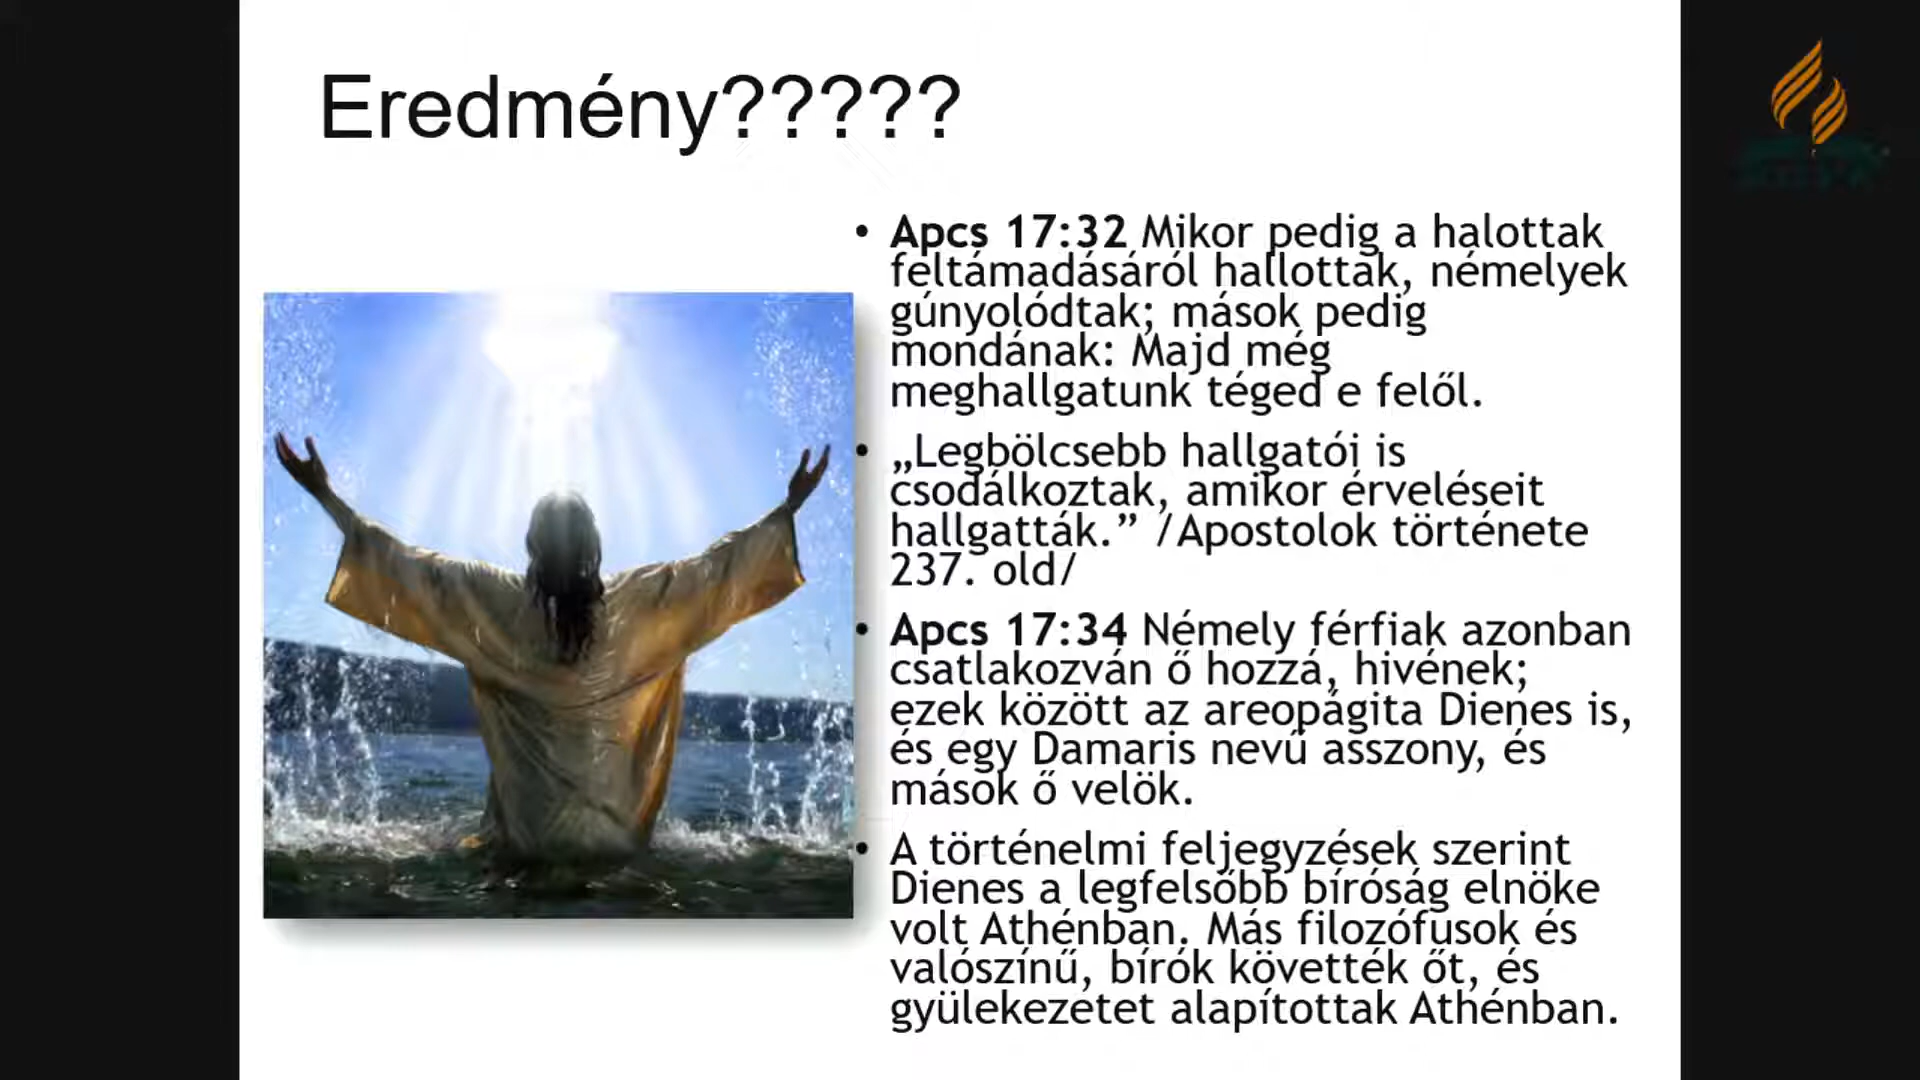 Eredmény?????
• Apcs 17:32 Mikor pedig a halottak
feltámadásáról hallottak, némelyek
gúnyolódtak; mások pedig
mondának: Majd még
meghallgatunk téged e felől.
• „Legbölcsebb hallgatói is
csodálkoztak, amikor érveléseit
hallgatták.” /Apostolok története
237. old/
• Apcs 17:34 Némely férfiak azonban
csatlakozván ő hozzá, hivének;
ezek között az areopágita Dienes is,
és egy Damaris nevű asszony, és
mások ő velök.
• A történelmi feljegyzések szerint
Dienes a legfelsőbb bíróság elnöke
volt Athénban. Más filozófusok és
valószínű, bírók követték őt, és
gyülekezetet alapítottak Athénban.